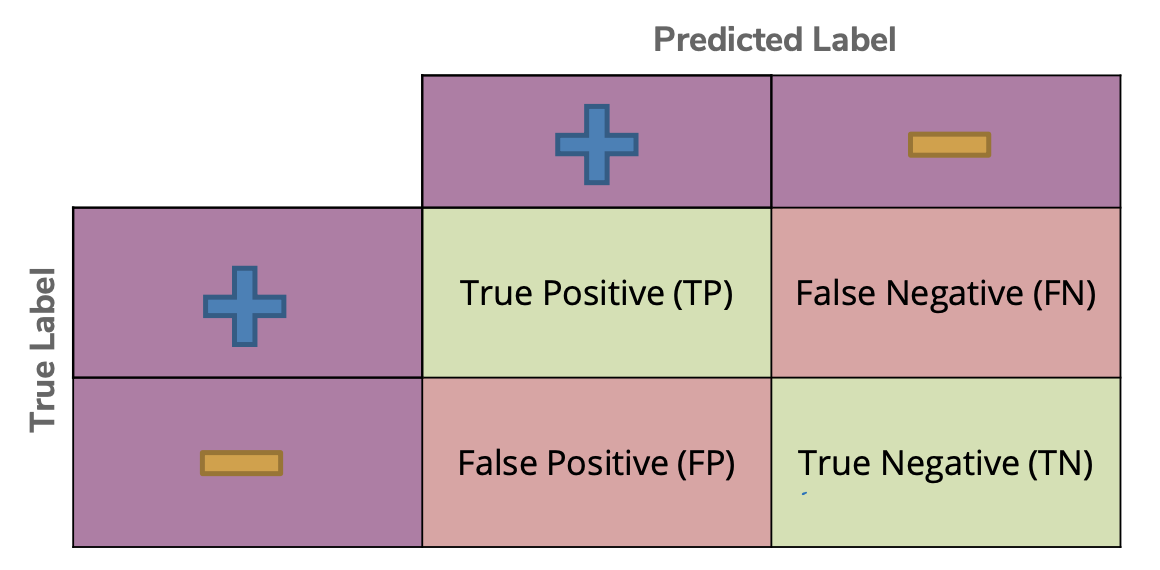 Predicted Label
True Label
True Positive (TP)
False Negative (FN)
False Positive (FP)
True Negative (TN)